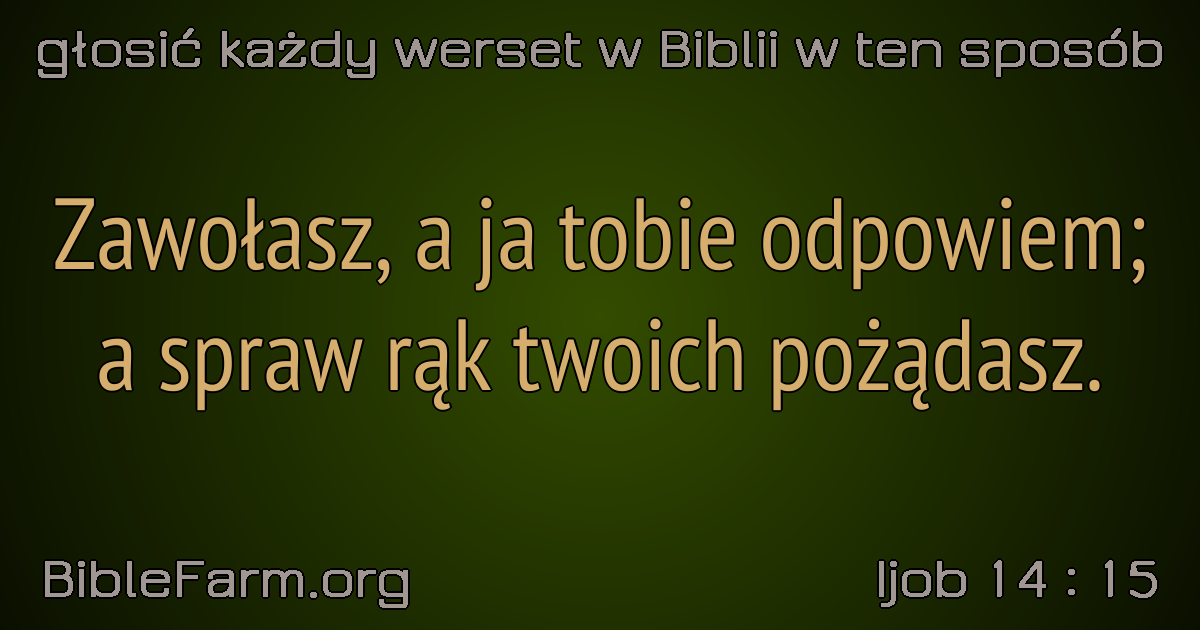 głosić każdy werset w Biblii w ten sposób
Zawołasz, a ja tobie odpowiem;
a spraw rąk twoich pożądasz.
BibleFarm.org
Ijob 14 : 15